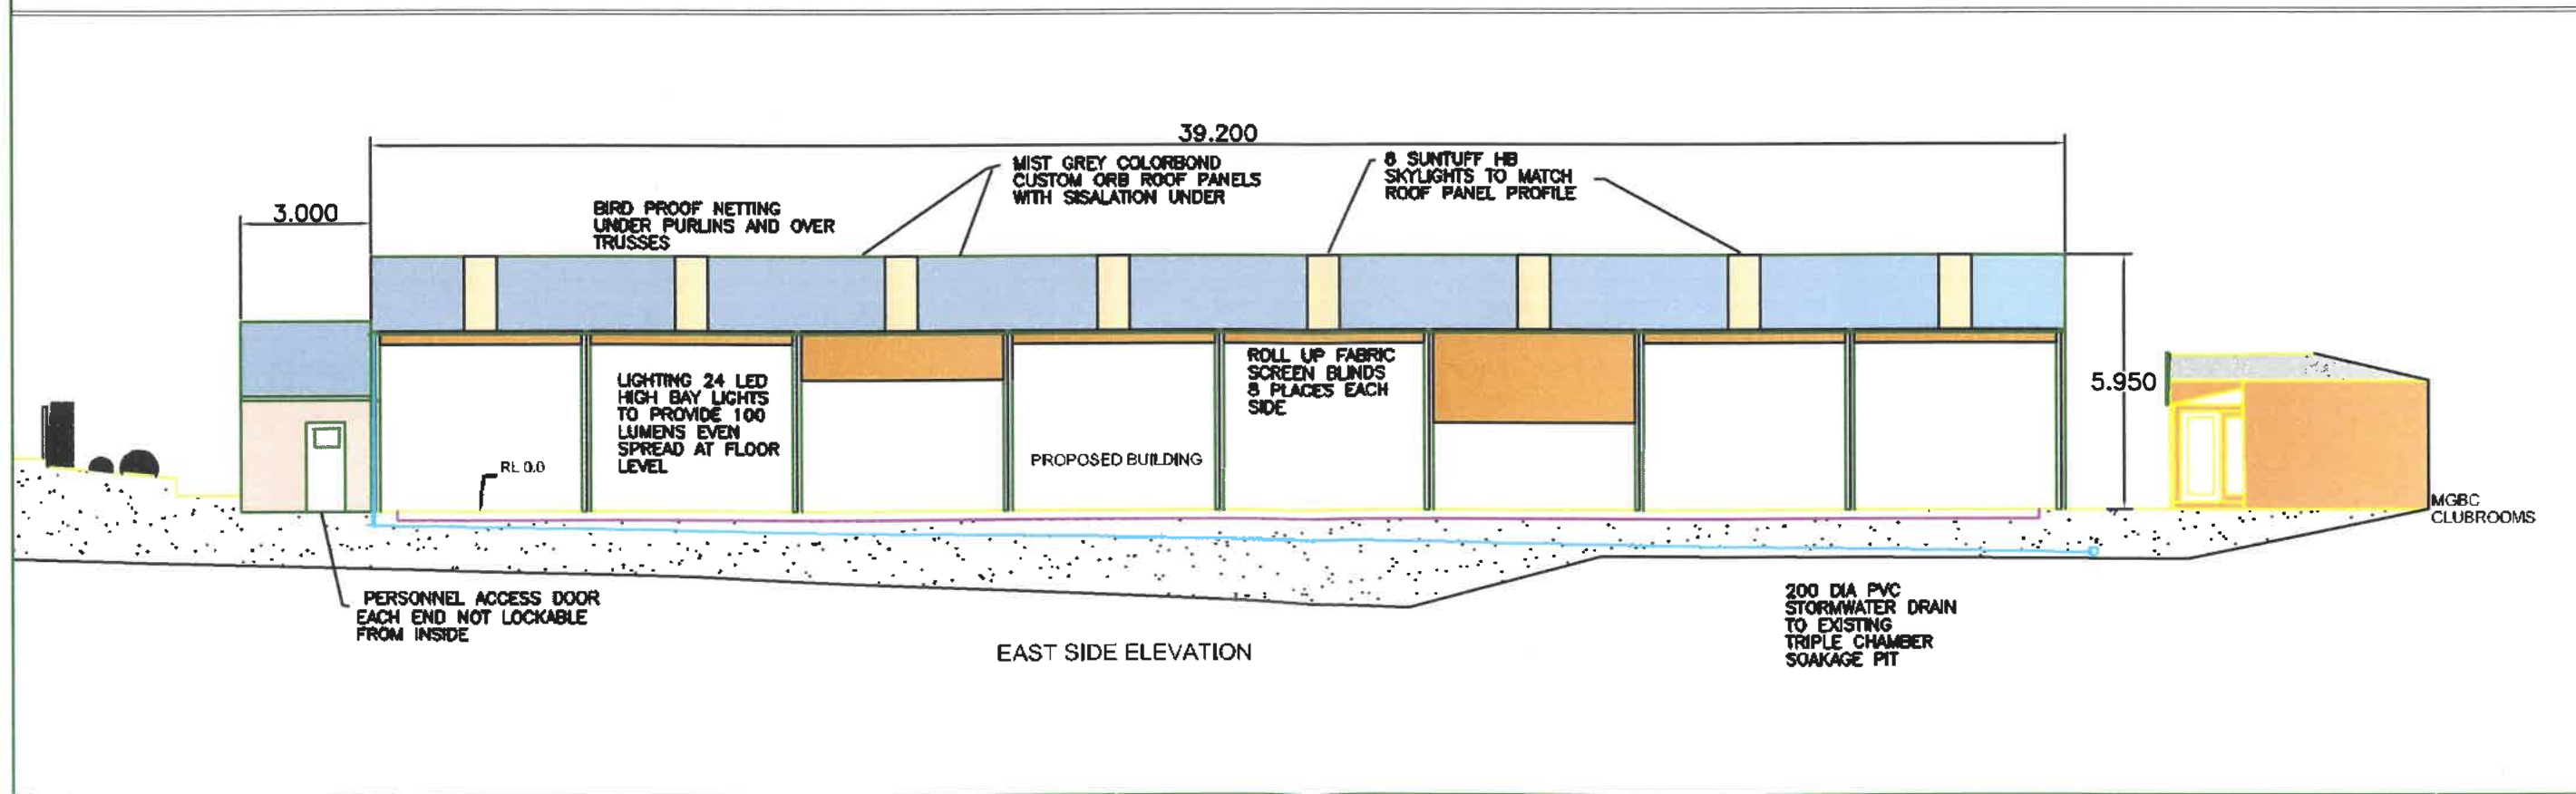 39.200
MIST GREY COLORBOND
CUSTOM ORB ROOF PANELS
WITH SISALATION UNDER
8 SUNTUFF HB
SKYLIGHTS TO MATCH
ROOF PANEL PROFILE
3.000
BIRD PROOF NETTING
UNDER PURLINS AND OVER
TRUSSES
LIGHTING 24 LED
HIGH BAY LIGHTS
TO PROVIDE 100
LUMENS EVEN
SPREAD AT FLOOR
LEVEL
ROLL UP FABRIC
SCREEN BLINDS
8 PLACES EACH
SIDE
5.950
RL 0.0
PROPOSED BUILDING
MGBC
CLUBROOMS
PERSONNEL ACCESS DOOR
EACH END NOT LOCKABLE
FROM INSIDE
200 DIA PVC
STORMWATER DRAIN
TO EXISTING
TRIPLE CHAMBER
SOAKAGE PIT
EAST SIDE ELEVATION